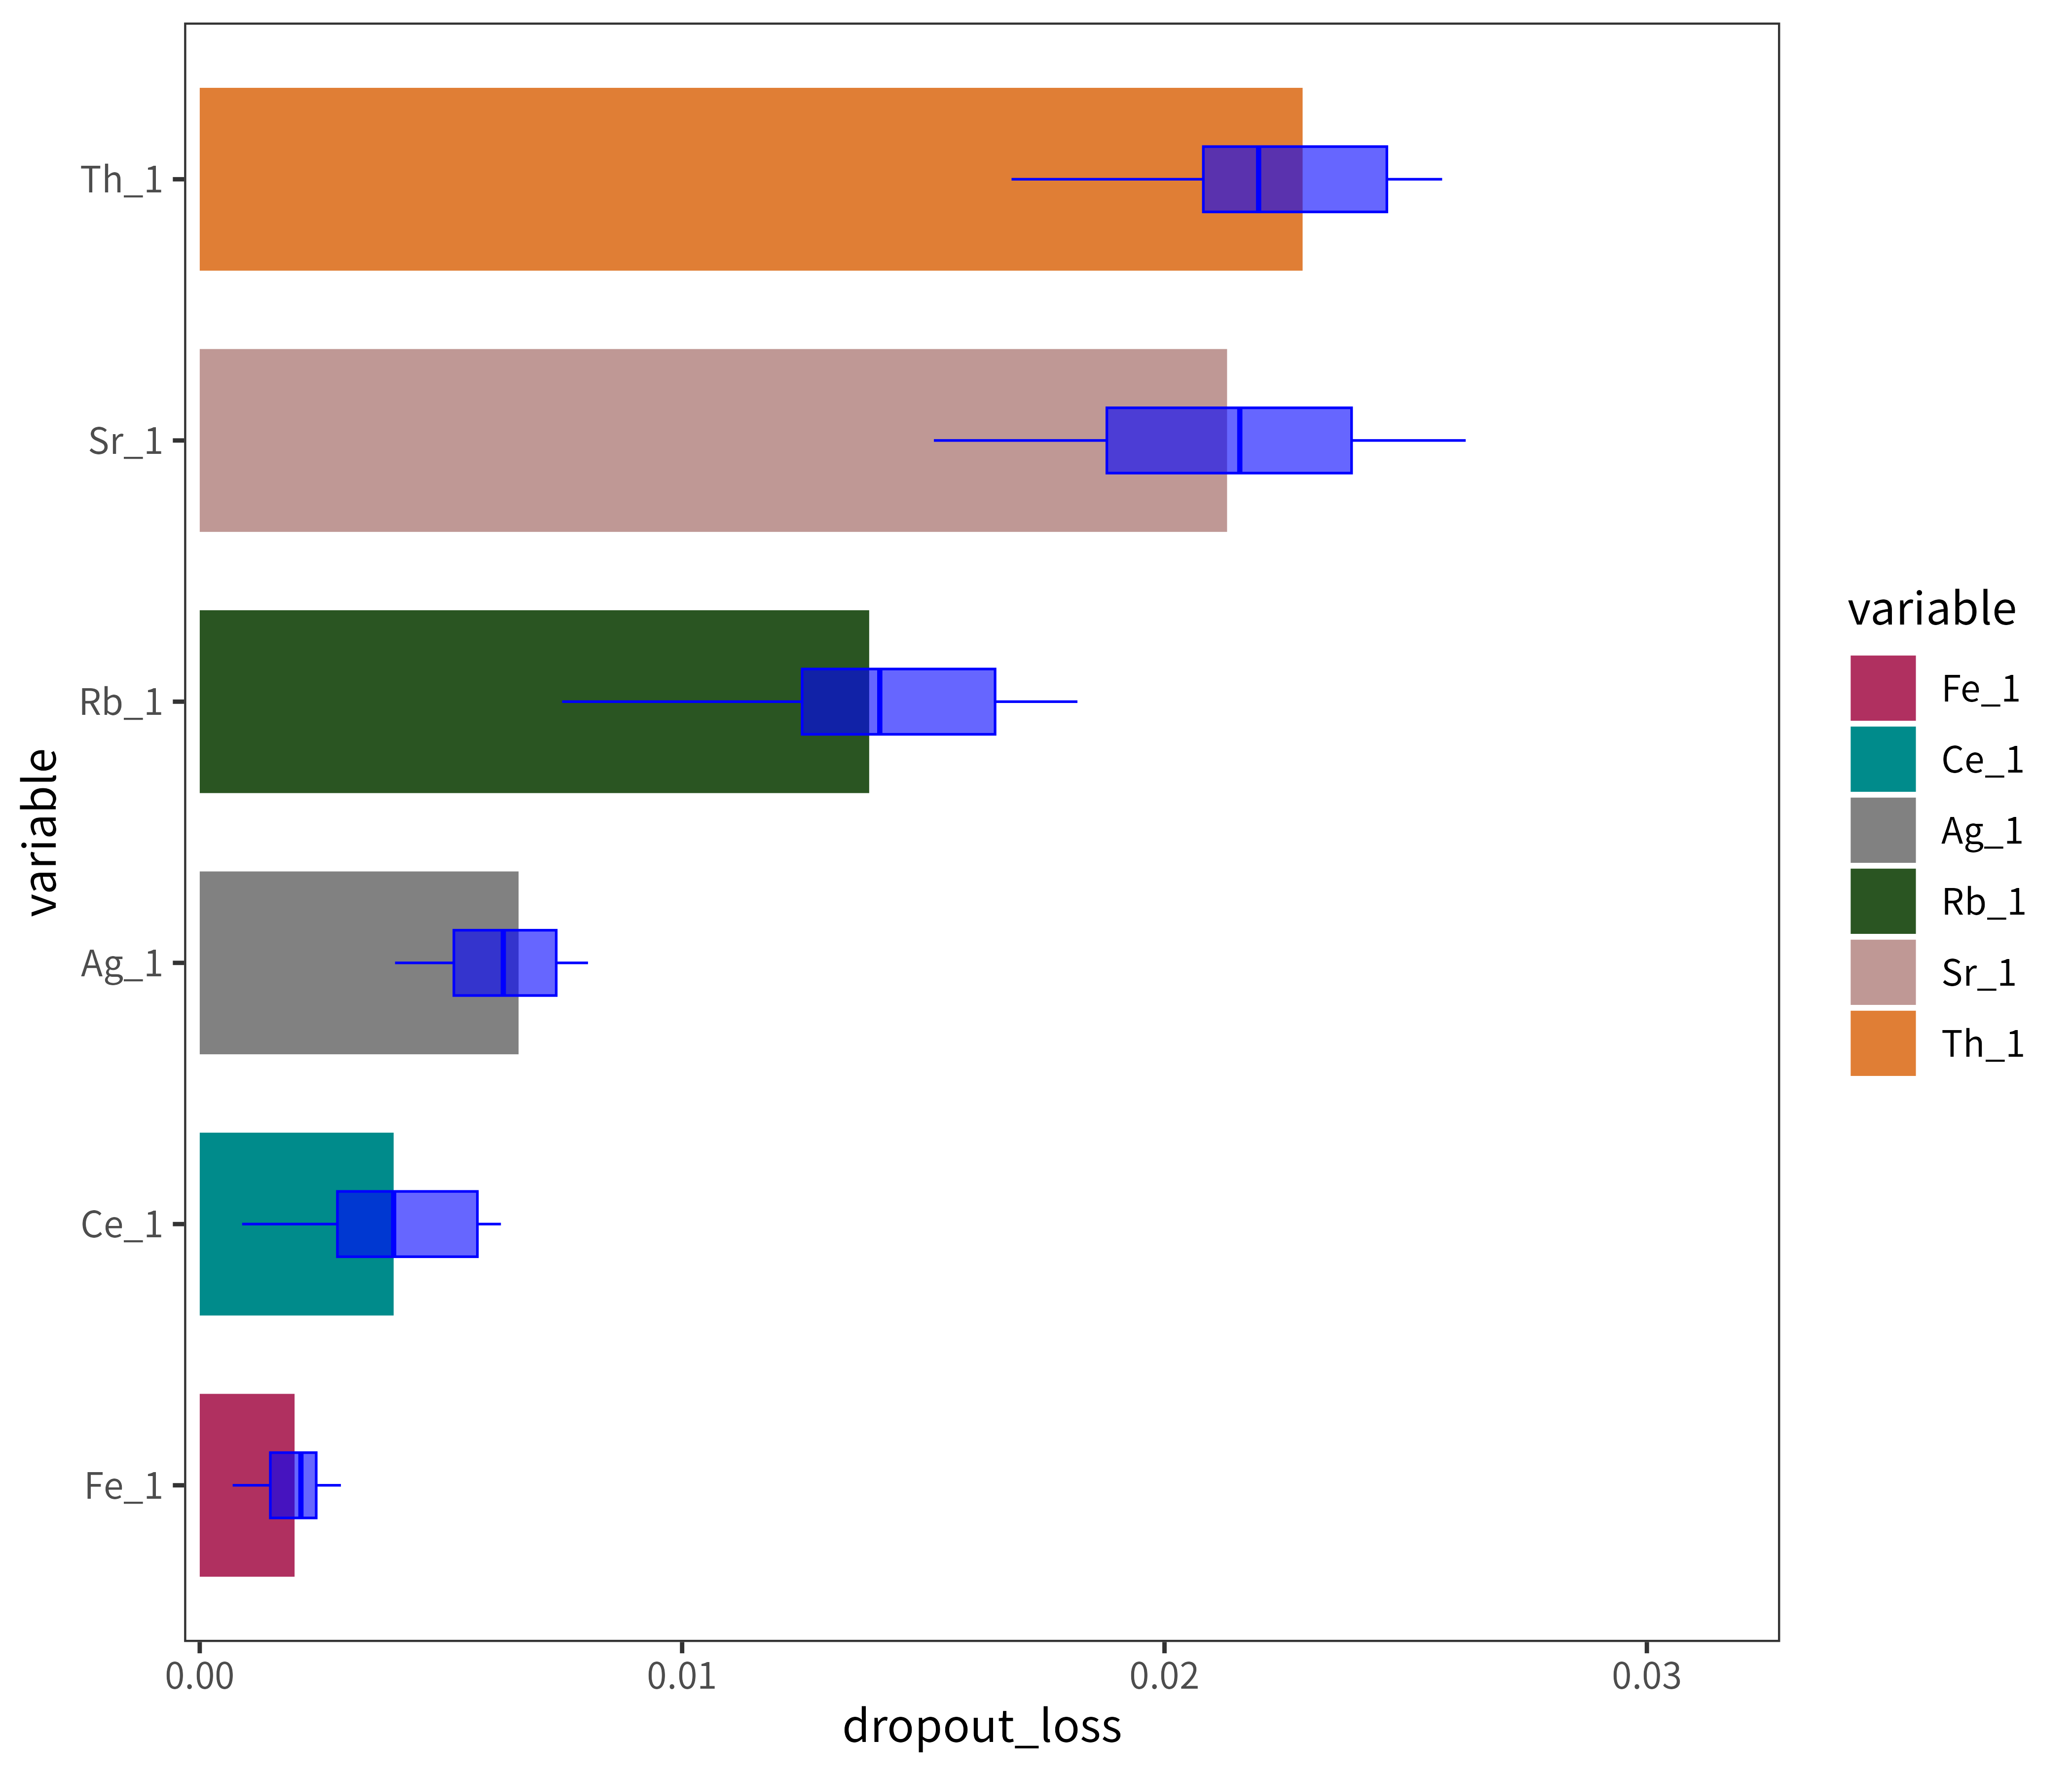 variable
Th_1
Sr_1
Rb_1
Ag_1
Ce_1
Fe_1
0.00 0.01 0.02 0.03
dropout_loss
variable
Fe_1
Ce_1
Ag_1
Rb_1
Sr_1
Th_1